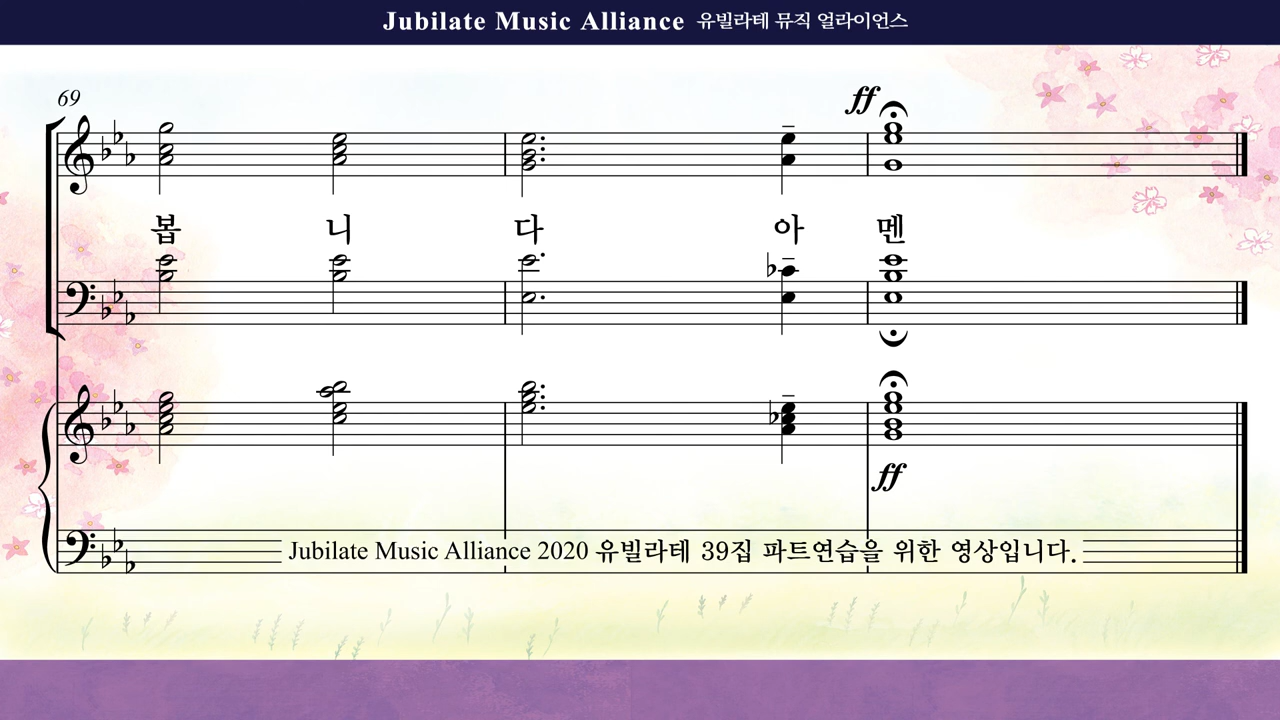 Jubilate Music Alliance 유빌라테 뮤직 얼라이언스
69
ff
봅 니 다 아 멘
ff
Jubilate Music Alliance 2020 유빌라테 39집 파트연습을 위한 영상입니다.